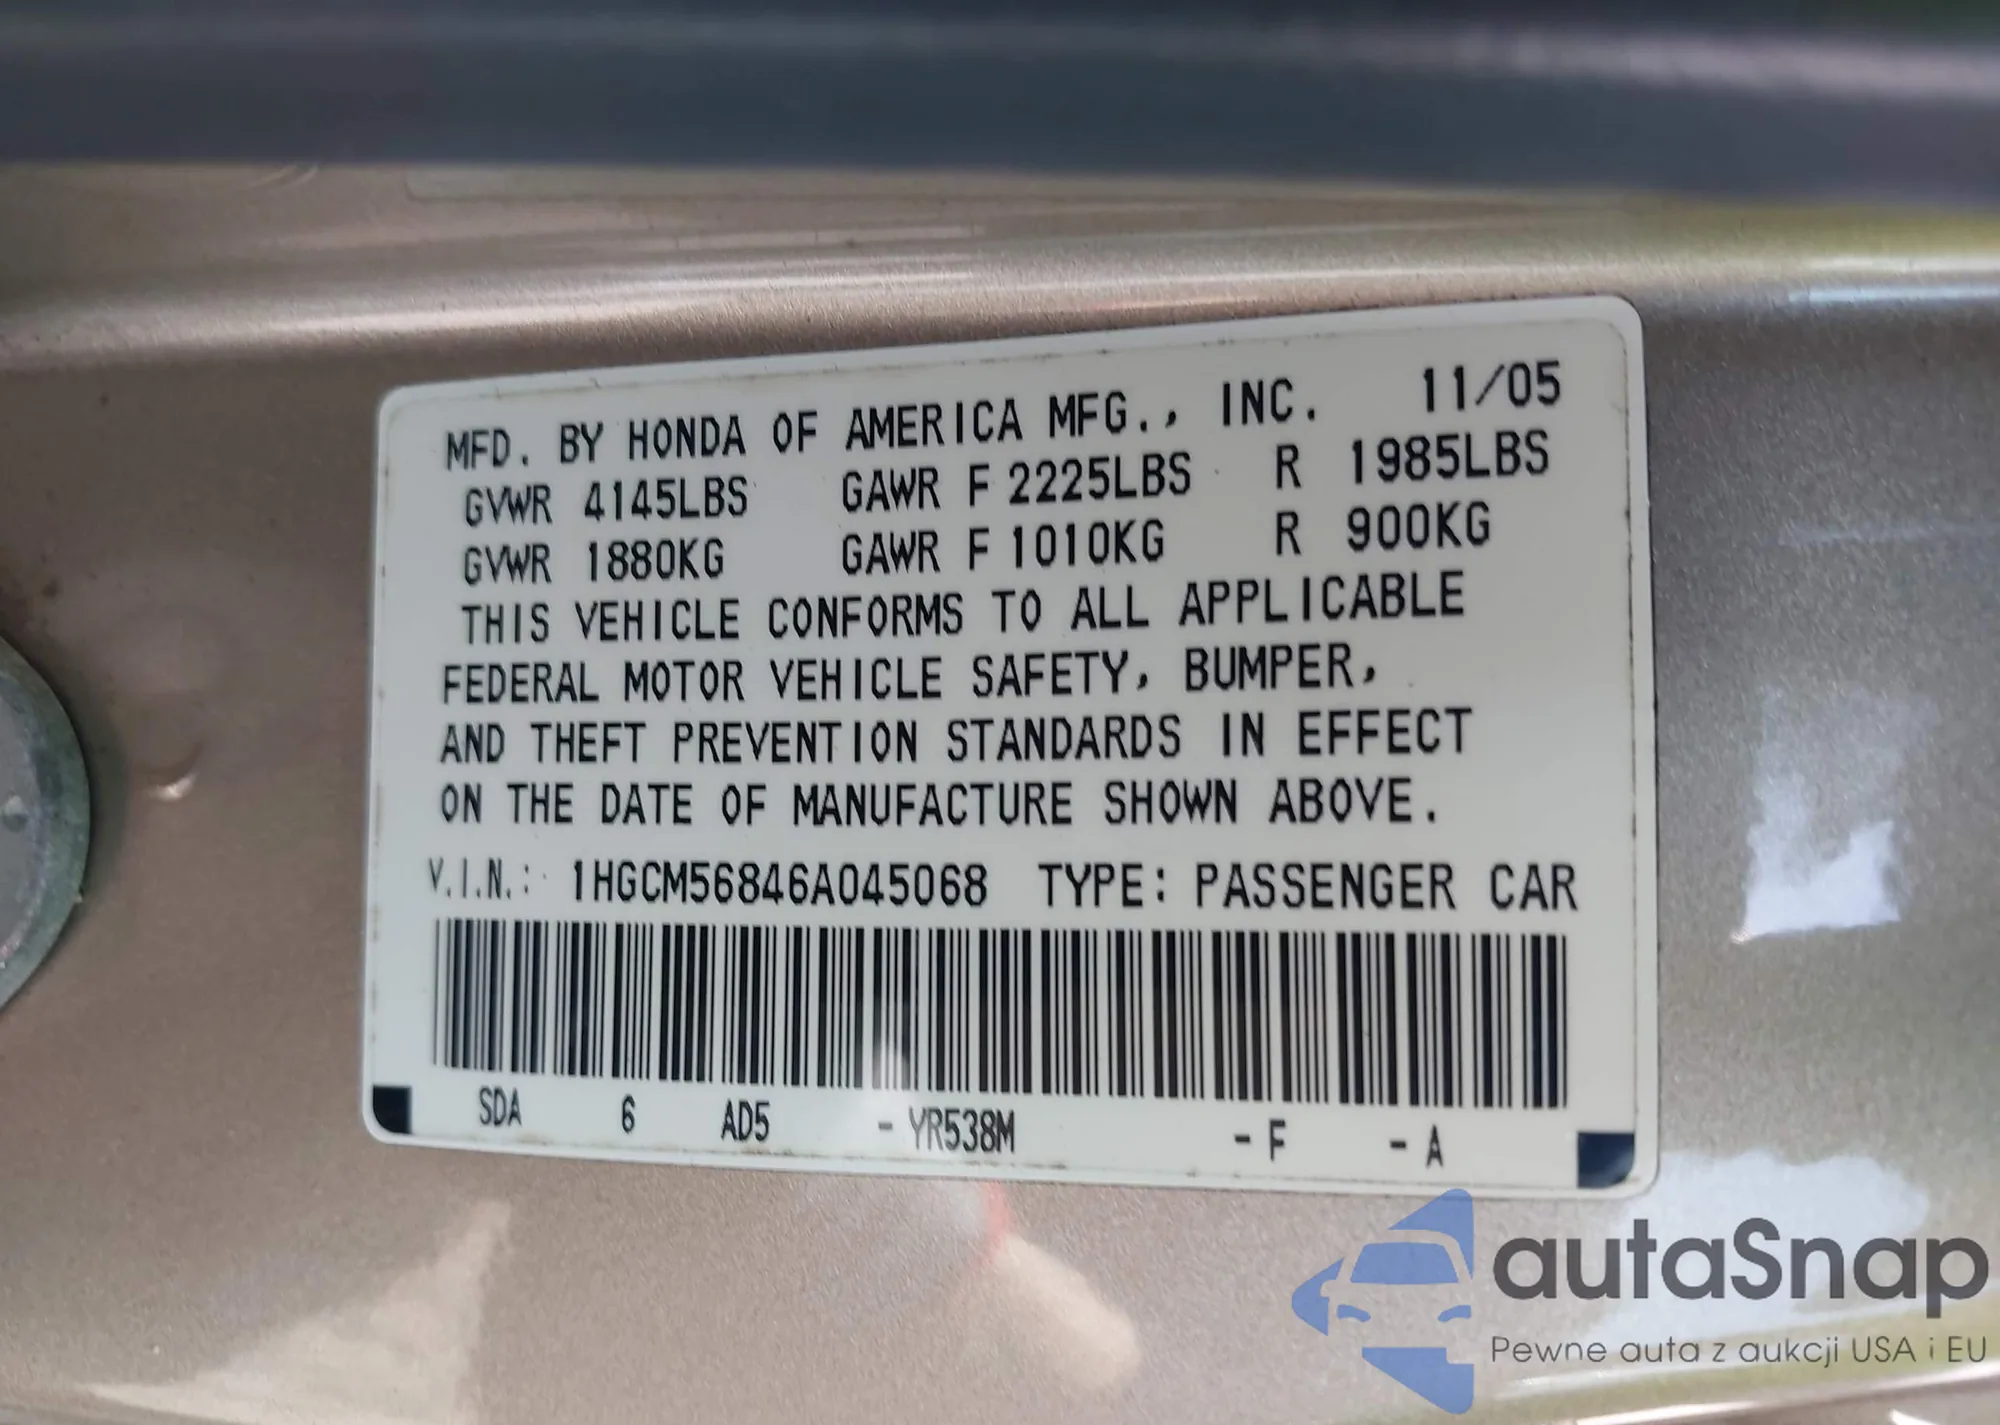 MFD. BY HONDA OF AMERICA MFG., INC. 11/05
GVWR 4145LBS GAWR F 2225LBS R 1985LBS
GVWR 1880KG GAWR F 1010KG R 900KG
THIS VEHICLE CONFORMS TO ALL APPLICABLE
FEDERAL MOTOR VEHICLE SAFETY, BUMPER,
AND THEFT PREVENTION STANDARDS IN EFFECT
ON THE DATE OF MANUFACTURE SHOWN ABOVE.
V.I.N.: 1HGCM56846A045068 TYPE: PASSENGER CAR
SDA 6 AD5 - YR538M - F - A
autaSnap
Pewne auta z aukcji USA i EU